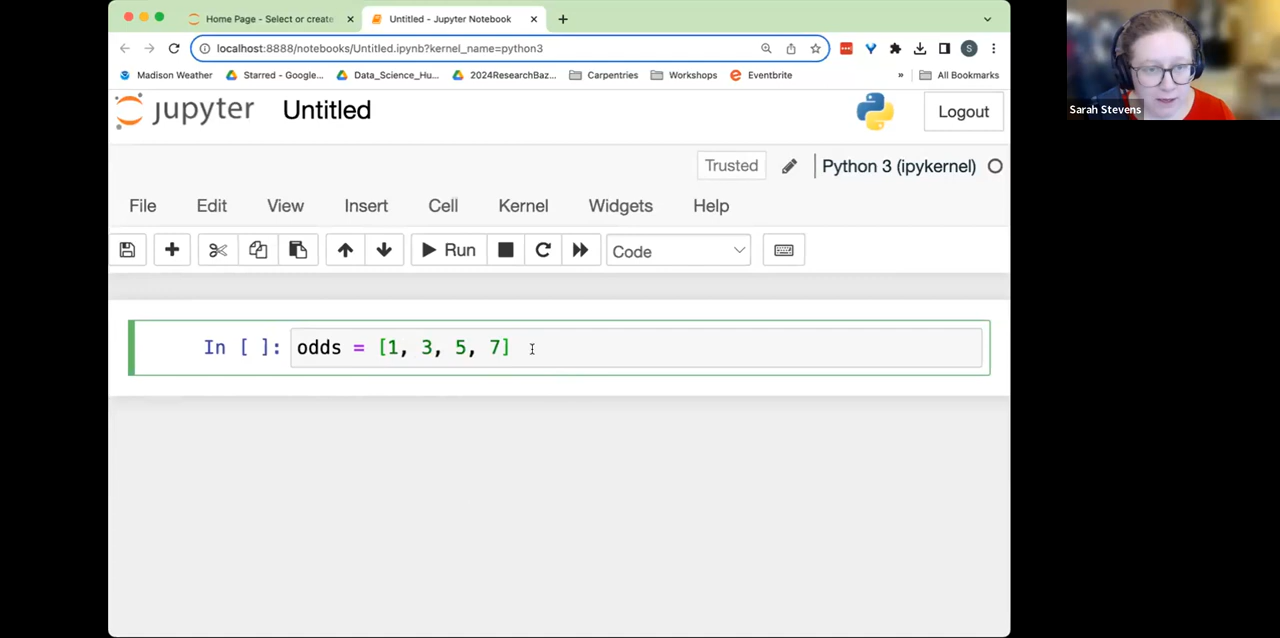 Home Page - Select or create
Untitled - Jupyter Notebook
localhost:8888/notebooks/Untitled.ipynb?kernel_name=python3
S
Madison Weather
Starred - Google...
Data_Science_Hu...
2024ResearchBaz...
Carpentries
Workshops
Eventbrite
»
All Bookmarks
jupyter
Untitled
Logout
Trusted
Python 3 (ipykernel)
File
Edit
View
Insert
Cell
Kernel
Widgets
Help
Run
Code
In [ ]:
odds = [1, 3, 5, 7]
Sarah Stevens